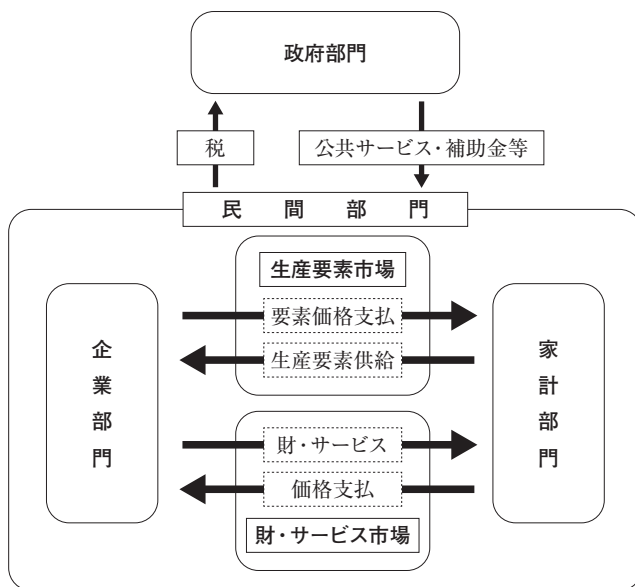 政府部門
税
公共サービス・補助金等
民間部門
生産要素市場
要素価格支払
生産要素供給
企業部門
家計部門
財・サービス
価格支払
財・サービス市場